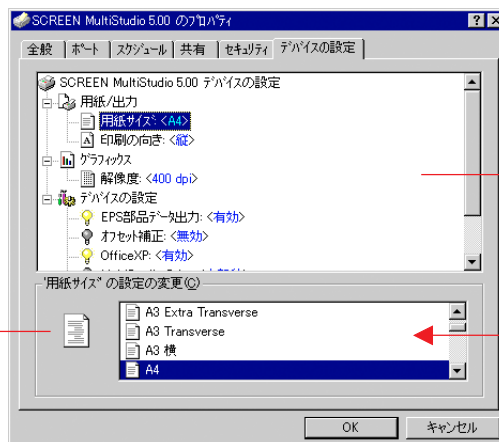 SCREEN MultiStudio 5.00 のﾌﾟﾛﾊﾟﾃｨ
全般
ﾎﾟｰﾄ
ｽｹｼﾞｭｰﾙ
共有
ｾｷｭﾘﾃｨ
ﾃﾞﾊﾞｲｽの設定
SCREEN MultiStudio 5.00 ﾃﾞﾊﾞｲｽの設定
用紙/出力
用紙ｻｲｽﾞ: <A4>
印刷の向き: <縦>
ｸﾞﾗﾌｨｯｸｽ
解像度: <400 dpi>
ﾃﾞﾊﾞｲｽの設定
EPS部品ﾃﾞｰﾀ出力: <有効>
ｵﾌｾｯﾄ補正: <無効>
OfficeXP: <有効>
'用紙ｻｲｽﾞ' の設定の変更(C)
A3 Extra Transverse
A3 Transverse
A3 横
A4
OK
ｷｬﾝｾﾙ